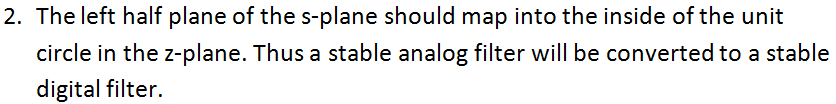 2. The left half plane of the s-plane should map into the inside of the unit
circle in the z-plane. Thus a stable analog filter will be converted to a stable
digital filter.